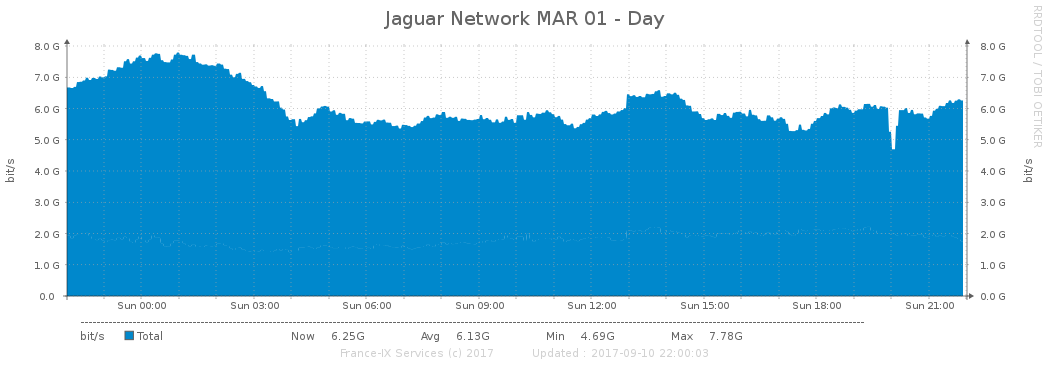 Jaguar Network MAR 01 - Day
RRDTOOL / TOBI OETIKER
8.0 G 8.0 G
7.0 G 7.0 G
6.0 G 6.0 G
5.0 G 5.0 G
4.0 G 4.0 G
3.0 G 3.0 G
2.0 G 2.0 G
1.0 G 1.0 G
0.0 0.0 G
bit/s bit/s
Sun 00:00 Sun 03:00 Sun 06:00 Sun 09:00 Sun 12:00 Sun 15:00 Sun 18:00 Sun 21:00
bit/s Total Now 6.25G Avg 6.13G Min 4.69G Max 7.78G
France-IX Services (c) 2017 Updated : 2017-09-10 22:00:03